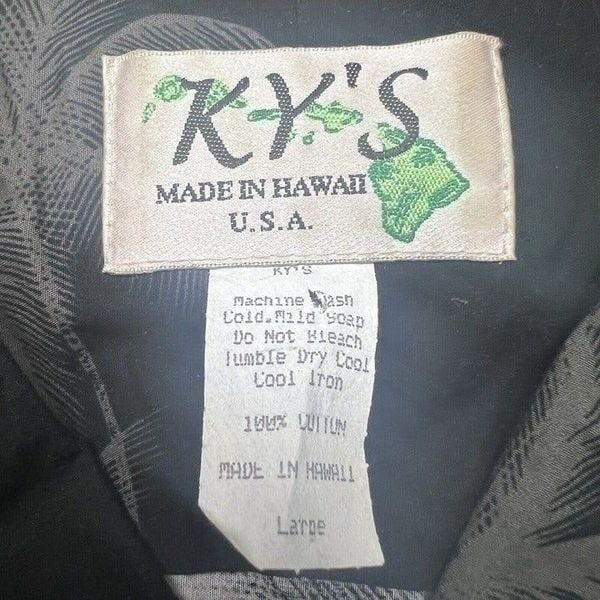 KY'S
MADE IN HAWAII
U.S.A.
KY'S
Machine Wash
Cold.Mild Soap
Do Not Bleach
Tumble Dry Cool
Cool Iron
100% COTTON
MADE IN HAWAII
Large